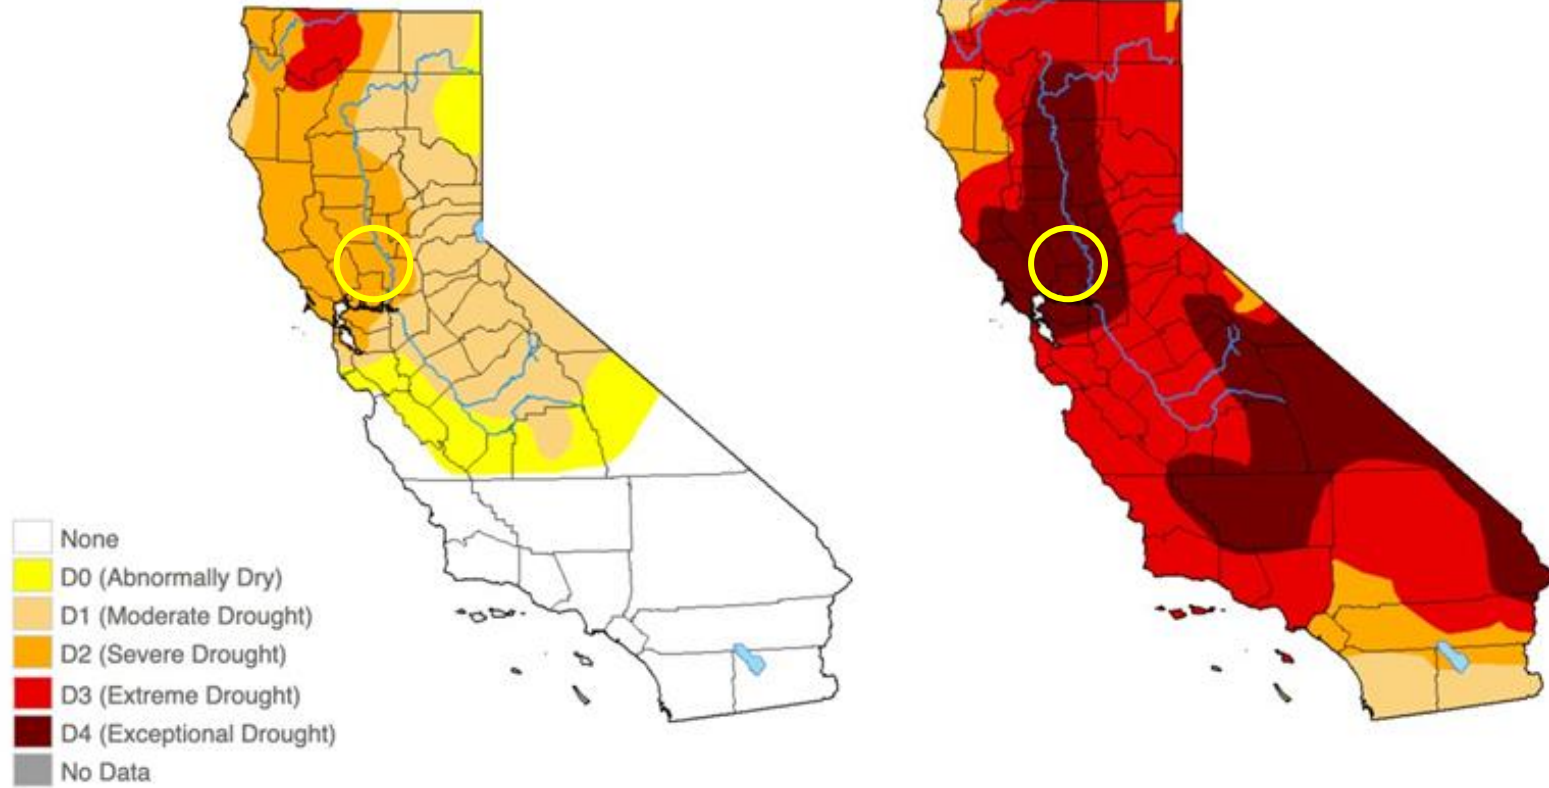 None
D0 (Abnormally Dry)
D1 (Moderate Drought)
D2 (Severe Drought)
D3 (Extreme Drought)
D4 (Exceptional Drought)
No Data